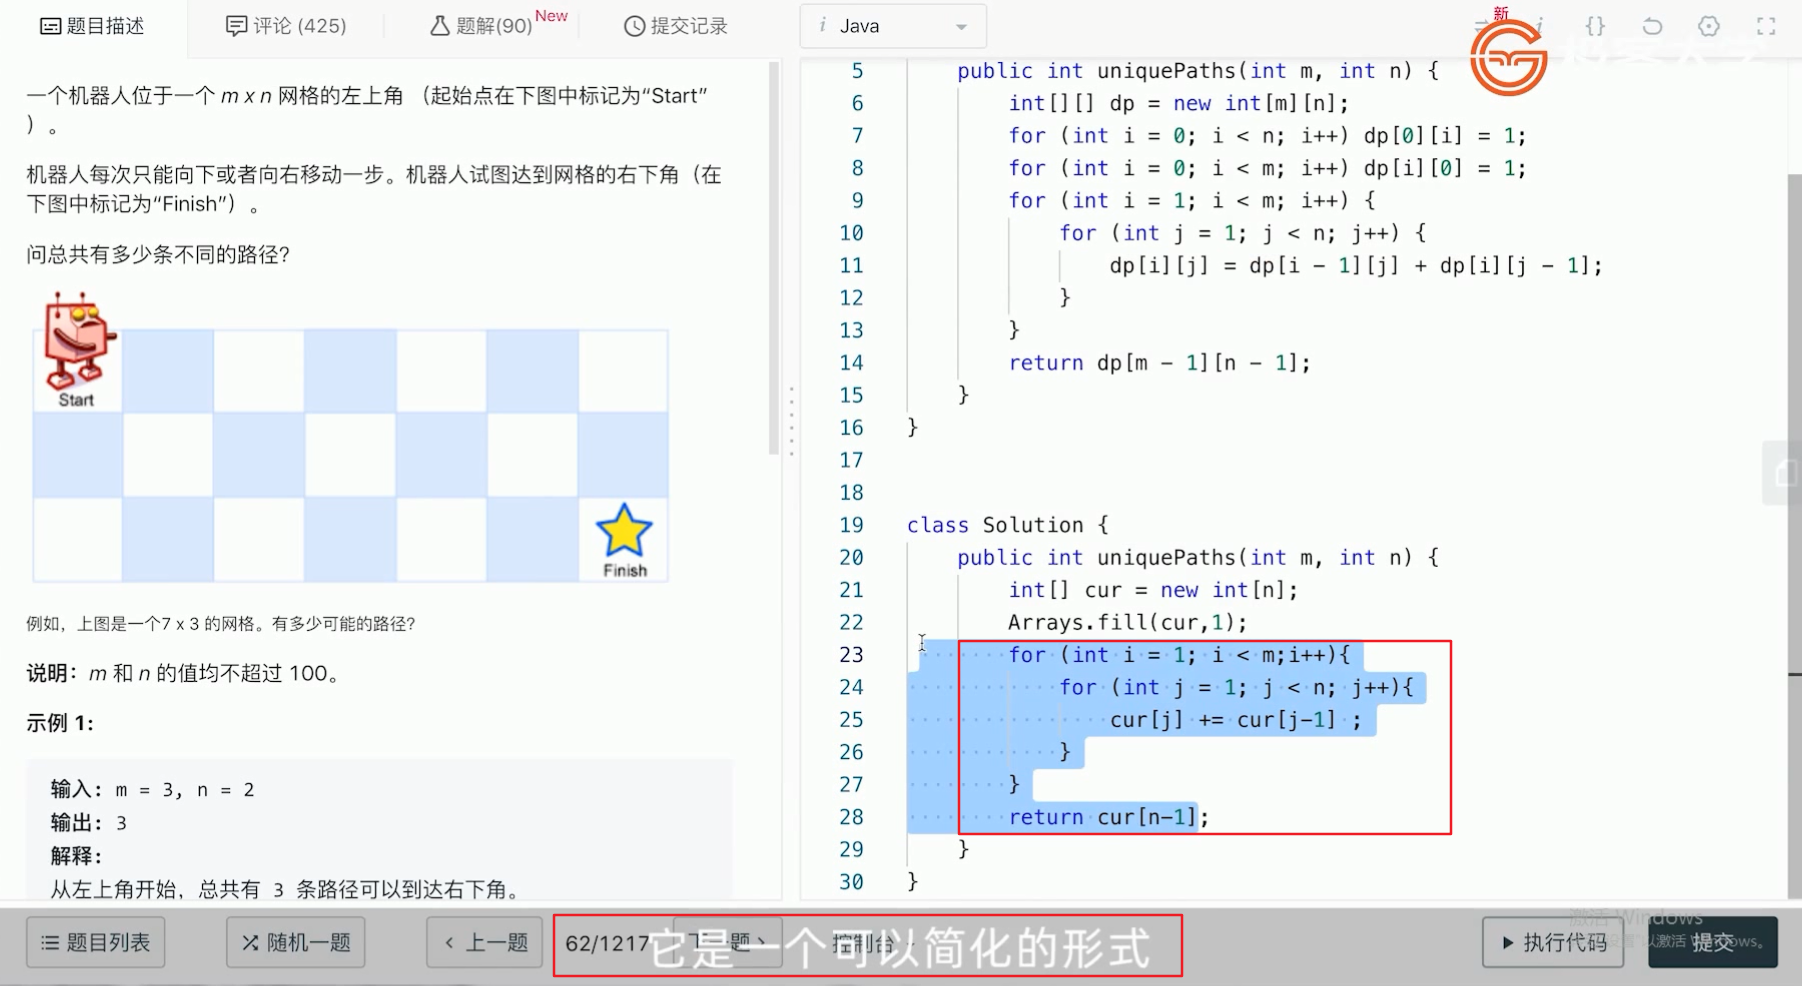 题目描述
评论 (425)
题解(90)
New
提交记录
i Java
新
一个机器人位于一个 m x n 网格的左上角 （起始点在下图中标记为“Start”
）。
机器人每次只能向下或者向右移动一步。机器人试图达到网格的右下角（在
下图中标记为“Finish”）。
问总共有多少条不同的路径？
Start
Finish
例如，上图是一个7 x 3 的网格。有多少可能的路径？
说明：m 和 n 的值均不超过 100。
示例 1:
输入: m = 3, n = 2
输出: 3
解释:
从左上角开始，总共有 3 条路径可以到达右下角。
5 public int uniquePaths(int m, int n) {
6 int[][] dp = new int[m][n];
7 for (int i = 0; i < n; i++) dp[0][i] = 1;
8 for (int i = 0; i < m; i++) dp[i][0] = 1;
9 for (int i = 1; i < m; i++) {
10 for (int j = 1; j < n; j++) {
11 dp[i][j] = dp[i - 1][j] + dp[i][j - 1];
12 }
13 }
14 return dp[m - 1][n - 1];
15 }
16 }
17
18
19 class Solution {
20 public int uniquePaths(int m, int n) {
21 int[] cur = new int[n];
22 Arrays.fill(cur,1);
23 for (int i = 1; i < m;i++){
24 for (int j = 1; j < n; j++){
25 cur[j] += cur[j-1] ;
26 }
27 }
28 return cur[n-1];
29 }
30 }
题目列表
随机一题
上一题
62/1217
下一题
控制台
它是一个可以简化的形式
激活 Windows
执行代码
提交